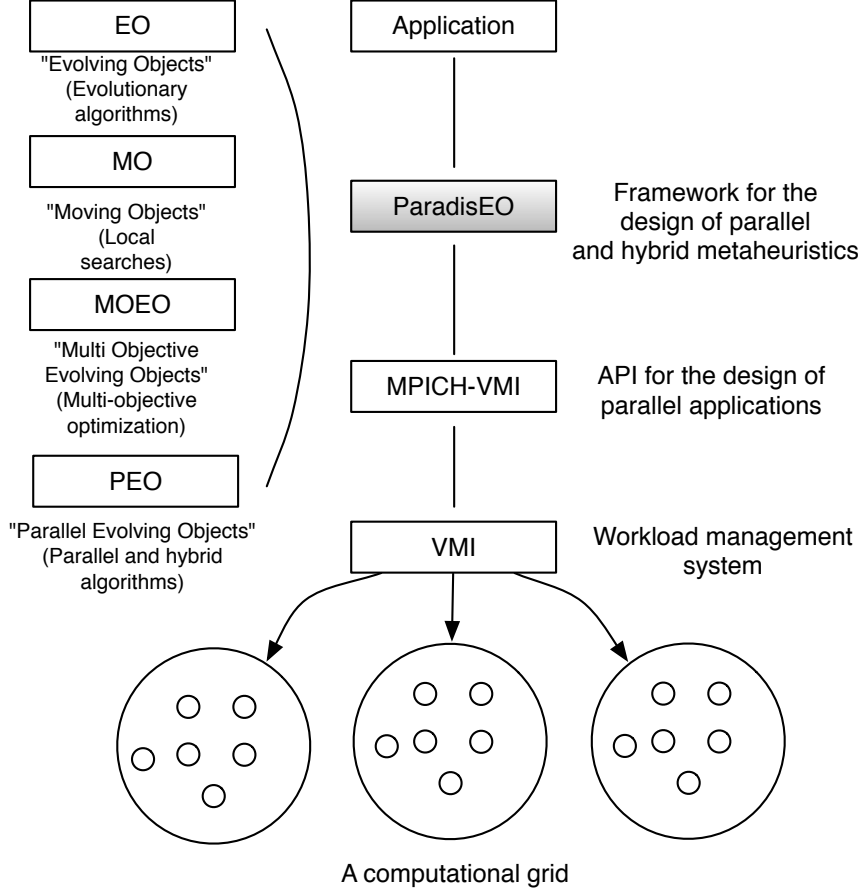 EO
"Evolving Objects"
(Evolutionary
algorithms)
MO
"Moving Objects"
(Local
searches)
MOEO
"Multi Objective
Evolving Objects"
(Multi-objective
optimization)
PEO
"Parallel Evolving Objects"
(Parallel and hybrid
algorithms)
Application
ParadisEO
Framework for the
design of parallel
and hybrid metaheuristics
MPICH-VMI
API for the design of
parallel applications
VMI
Workload management
system
A computational grid